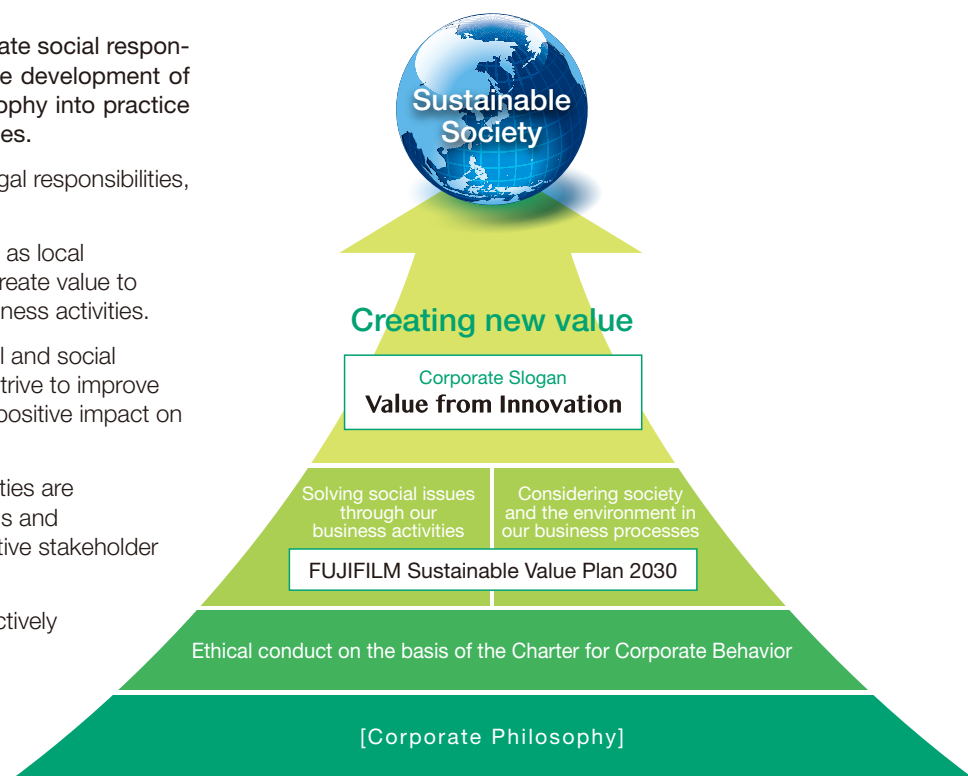 ate social respon-
e development of
ophy into practice
es.
gal responsibilities,
as local
reate value to
ness activities.
l and social
trive to improve
positive impact on
ties are
s and
tive stakeholder
ctively
Sustainable
Society
Creating new value
Corporate Slogan
Value from Innovation
Solving social issues
through our
business activities
Considering society
and the environment in
our business processes
FUJIFILM Sustainable Value Plan 2030
Ethical conduct on the basis of the Charter for Corporate Behavior
[Corporate Philosophy]